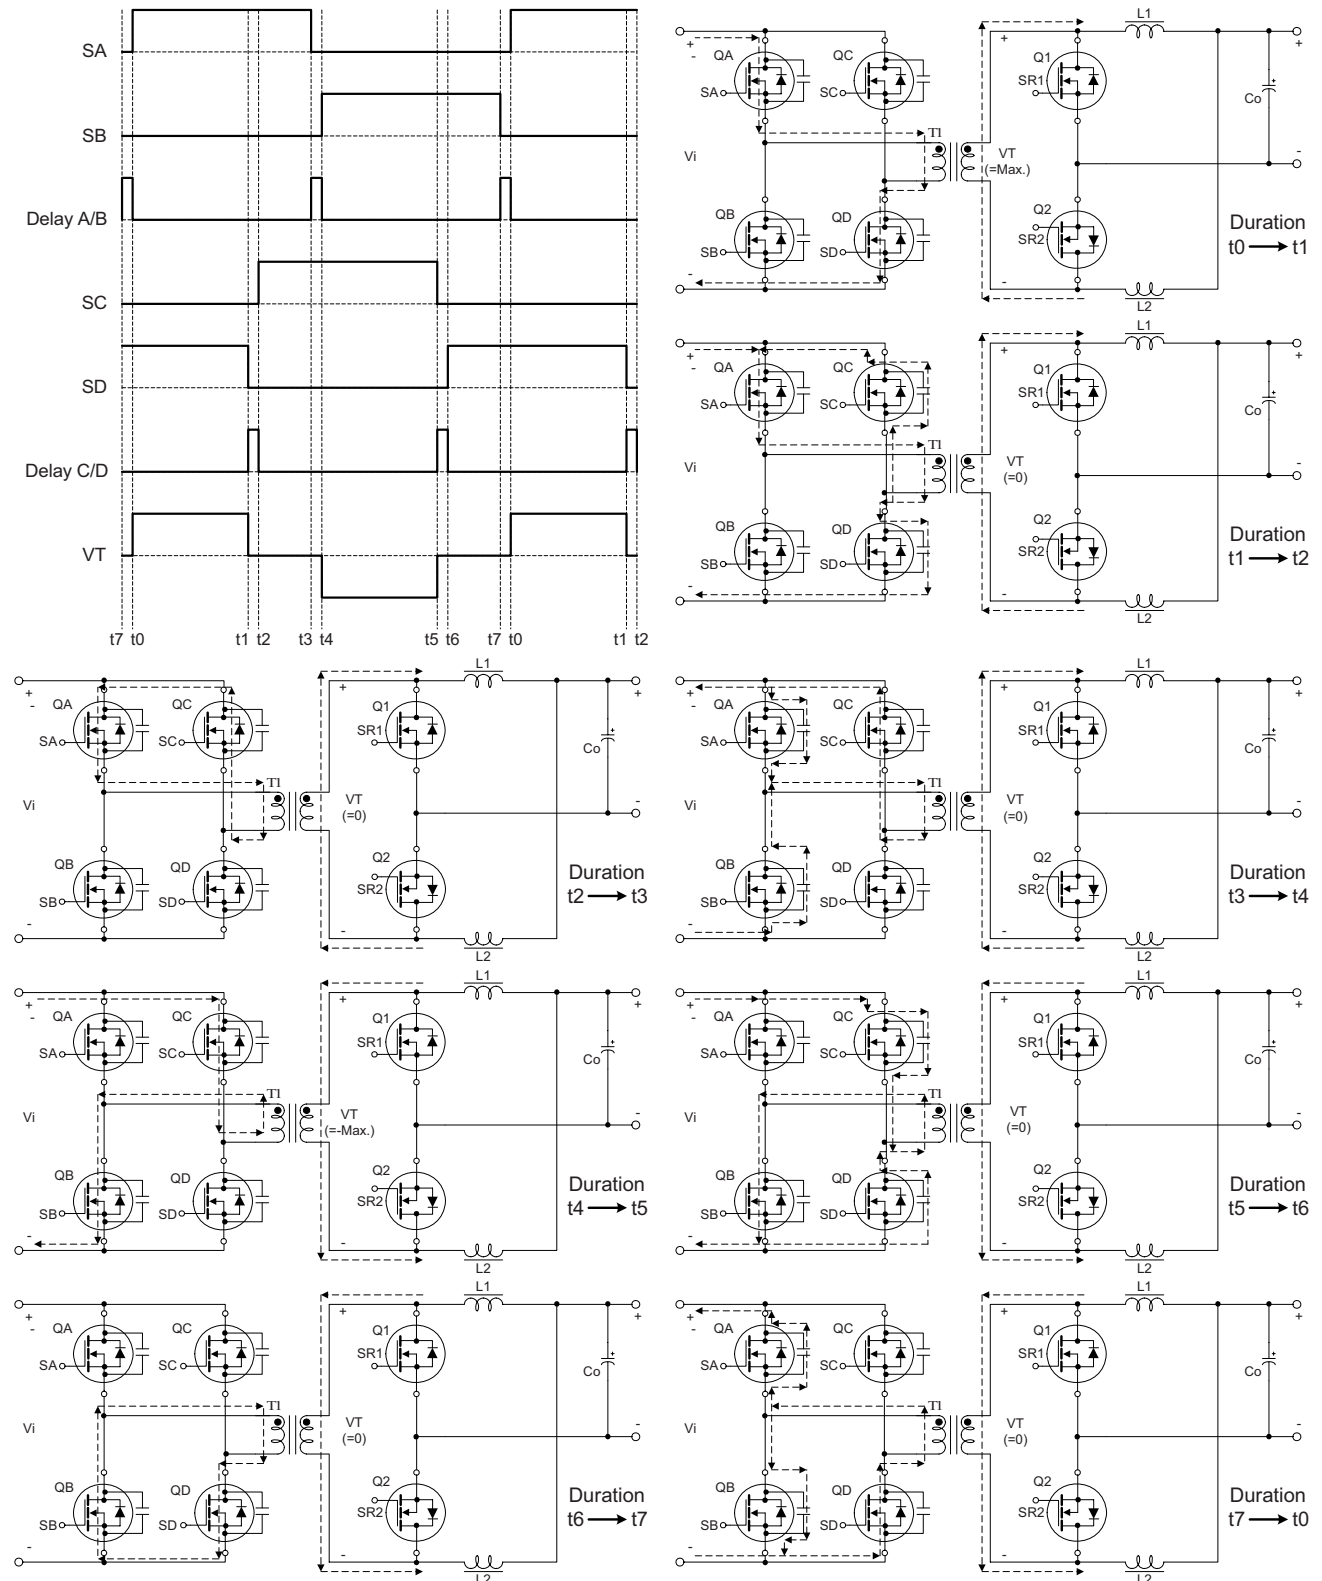 SA
SB
Delay A/B
SC
SD
Delay C/D
VT
t7 t0 t1 t2 t3 t4 t5 t6 t7 t0 t1 t2
L1
+ + +
- QA QC Q1
SA SC SR1 Co
T1
Vi VT -
(=Max.)
QB QD Q2
SB SD SR2
Duration
t0 t1
- -
L2
L1
+ + +
- QA QC Q1
SA SC SR1 Co
T1
Vi VT -
(=0)
QB QD Q2
SB SD SR2
Duration
t1 t2
- -
L2
L1
+ + +
- QA QC Q1
SA SC SR1 Co
T1
Vi VT -
(=0)
QB QD Q2
SB SD SR2
Duration
t2 t3
- -
L2
L1
+ + +
- QA QC Q1
SA SC SR1 Co
T1
Vi VT -
(=0)
QB QD Q2
SB SD SR2
Duration
t3 t4
- -
L2
L1
+ + +
- QA QC Q1
SA SC SR1 Co
T1
Vi VT -
(=-Max.)
QB QD Q2
SB SD SR2
Duration
t4 t5
- -
L2
L1
+ + +
- QA QC Q1
SA SC SR1 Co
T1
Vi VT -
(=0)
QB QD Q2
SB SD SR2
Duration
t5 t6
- -
L2
L1
+ + +
- QA QC Q1
SA SC SR1 Co
T1
Vi VT -
(=0)
QB QD Q2
SB SD SR2
Duration
t6 t7
- -
L2
L1
+ + +
- QA QC Q1
SA SC SR1 Co
T1
Vi VT -
(=0)
QB QD Q2
SB SD SR2
Duration
t7 t0
- -
L2